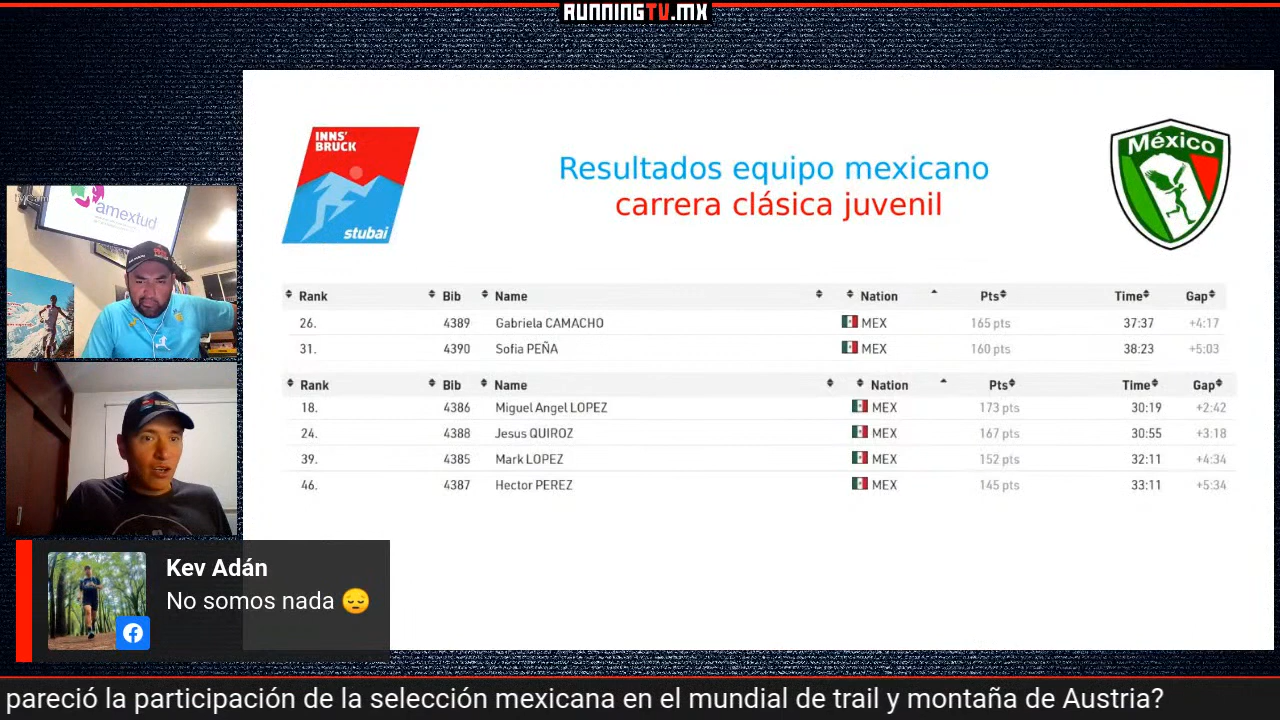 RUNNINGTV.MX
INNS'
BRUCK
stubai
Resultados equipo mexicano
carrera clásica juvenil
México
amextud
Rank Bib Name Nation Pts Time Gap
26. 4389 Gabriela CAMACHO MEX 165 pts 37:37 +4:17
31. 4390 Sofia PEÑA MEX 160 pts 38:23 +5:03
Rank Bib Name Nation Pts Time Gap
18. 4386 Miguel Angel LOPEZ MEX 173 pts 30:19 +2:42
24. 4388 Jesus QUIROZ MEX 167 pts 30:55 +3:18
39. 4385 Mark LOPEZ MEX 152 pts 32:11 +4:34
46. 4387 Hector PEREZ MEX 145 pts 33:11 +5:34
Kev Adán
No somos nada 😔
pareció la participación de la selección mexicana en el mundial de trail y montaña de Austria?